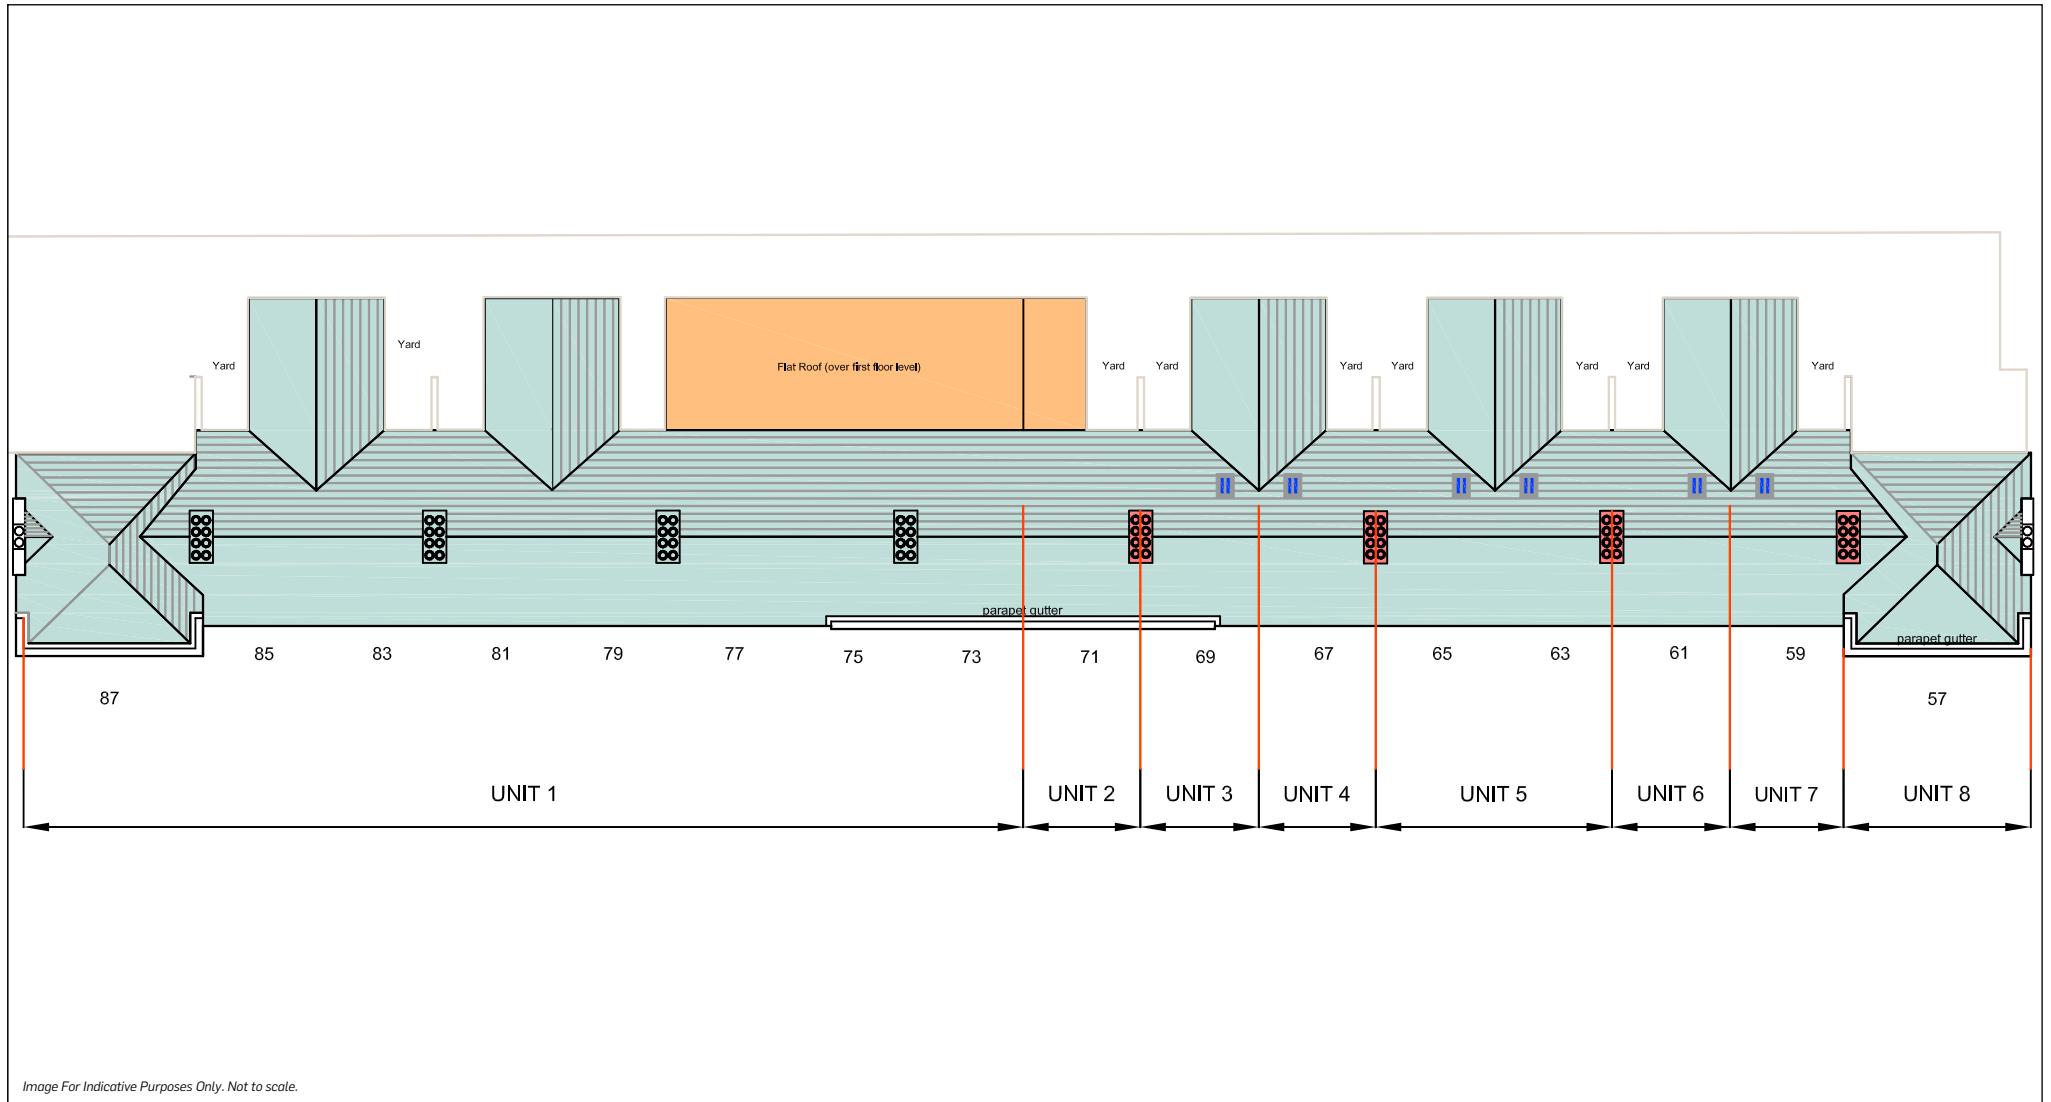 Yard
Yard
Flat Roof (over first floor level)
Yard
Yard
Yard
Yard
Yard
Yard
Yard
parapet gutter
parapet gutter
85
83
81
79
77
75
73
71
69
67
65
63
61
59
87
57
UNIT 1
UNIT 2
UNIT 3
UNIT 4
UNIT 5
UNIT 6
UNIT 7
UNIT 8
Image For Indicative Purposes Only. Not to scale.